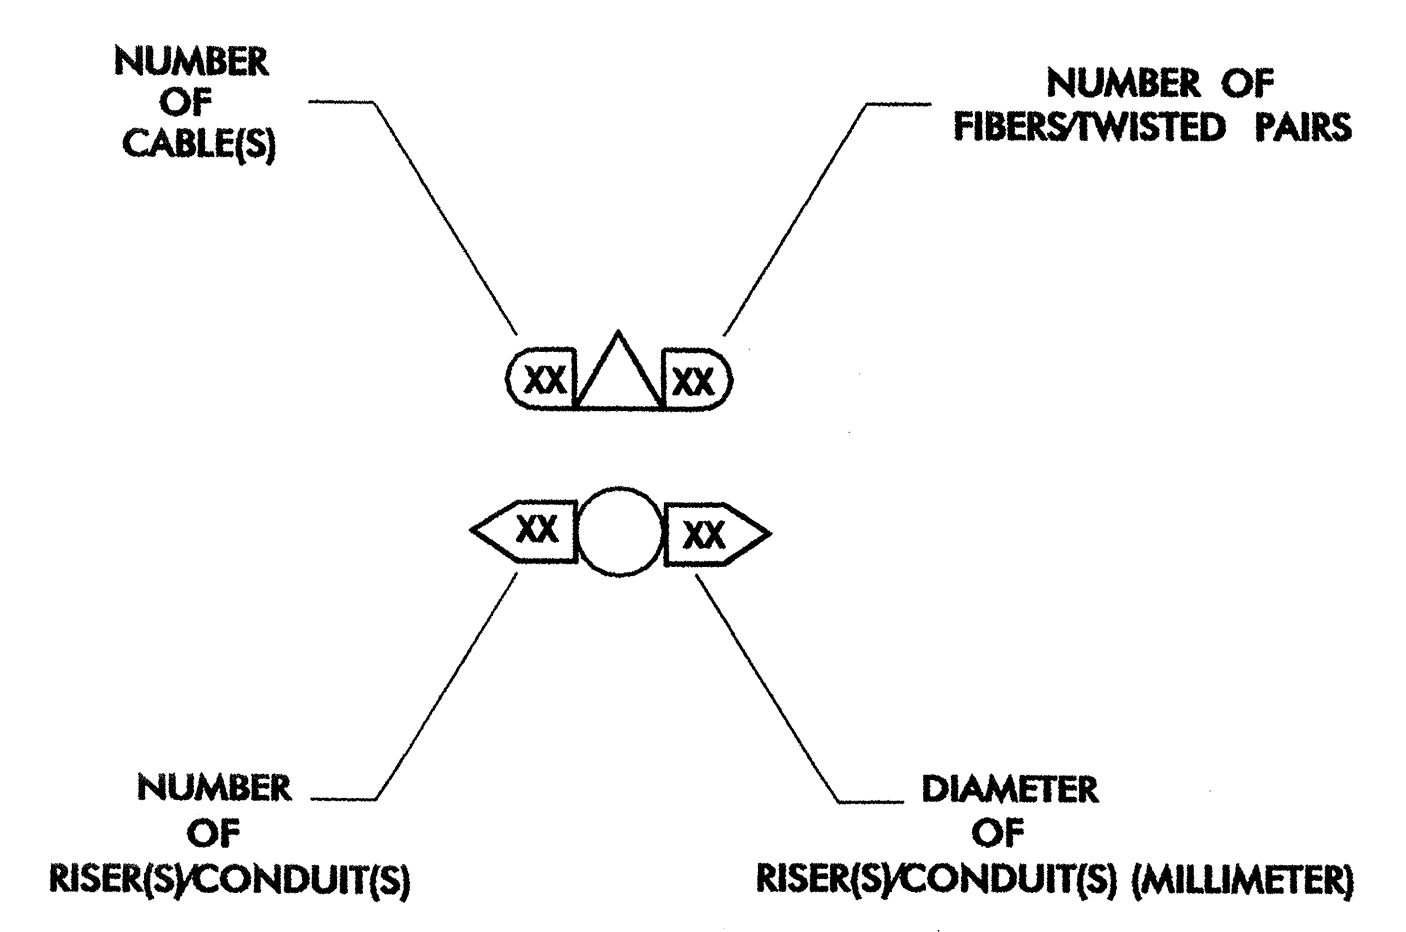 NUMBER
OF
CABLE(S)
NUMBER OF
FIBERS/TWISTED PAIRS
XX XX
XX XX
NUMBER
OF
RISER(S)/CONDUIT(S)
DIAMETER
OF
RISER(S)/CONDUIT(S) (MILLIMETER)